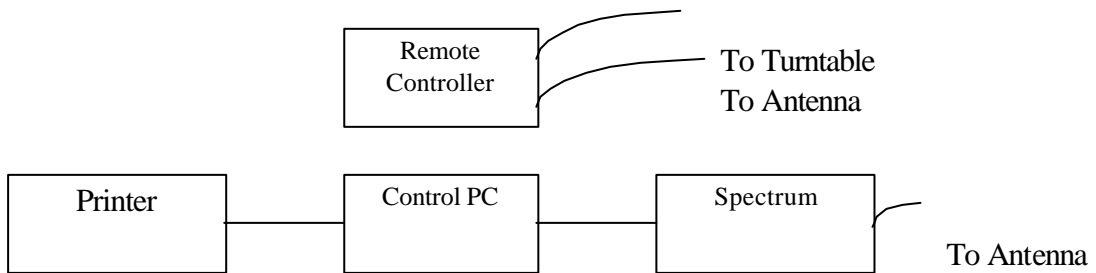 Remote
Controller
To Turntable
To Antenna
Printer
Control PC
Spectrum
To Antenna